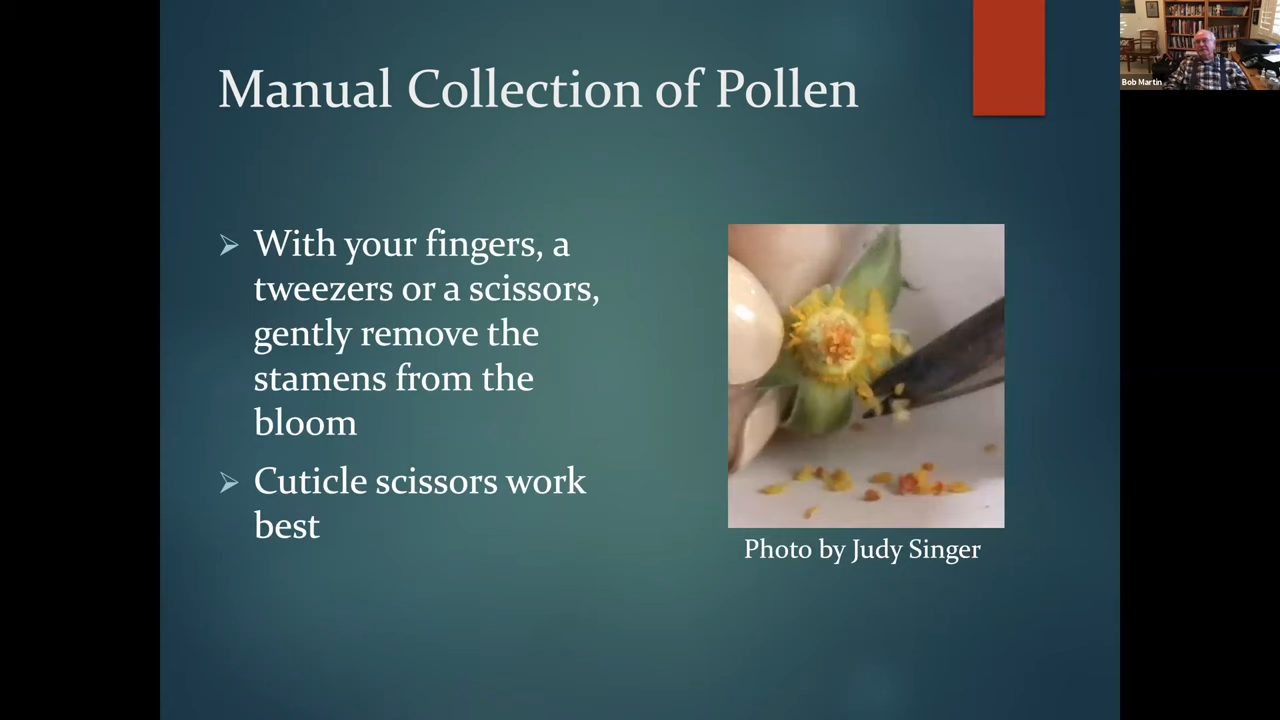 Manual Collection of Pollen
With your fingers, a
tweezers or a scissors,
gently remove the
stamens from the
bloom
Cuticle scissors work
best
Photo by Judy Singer
Bob Martin